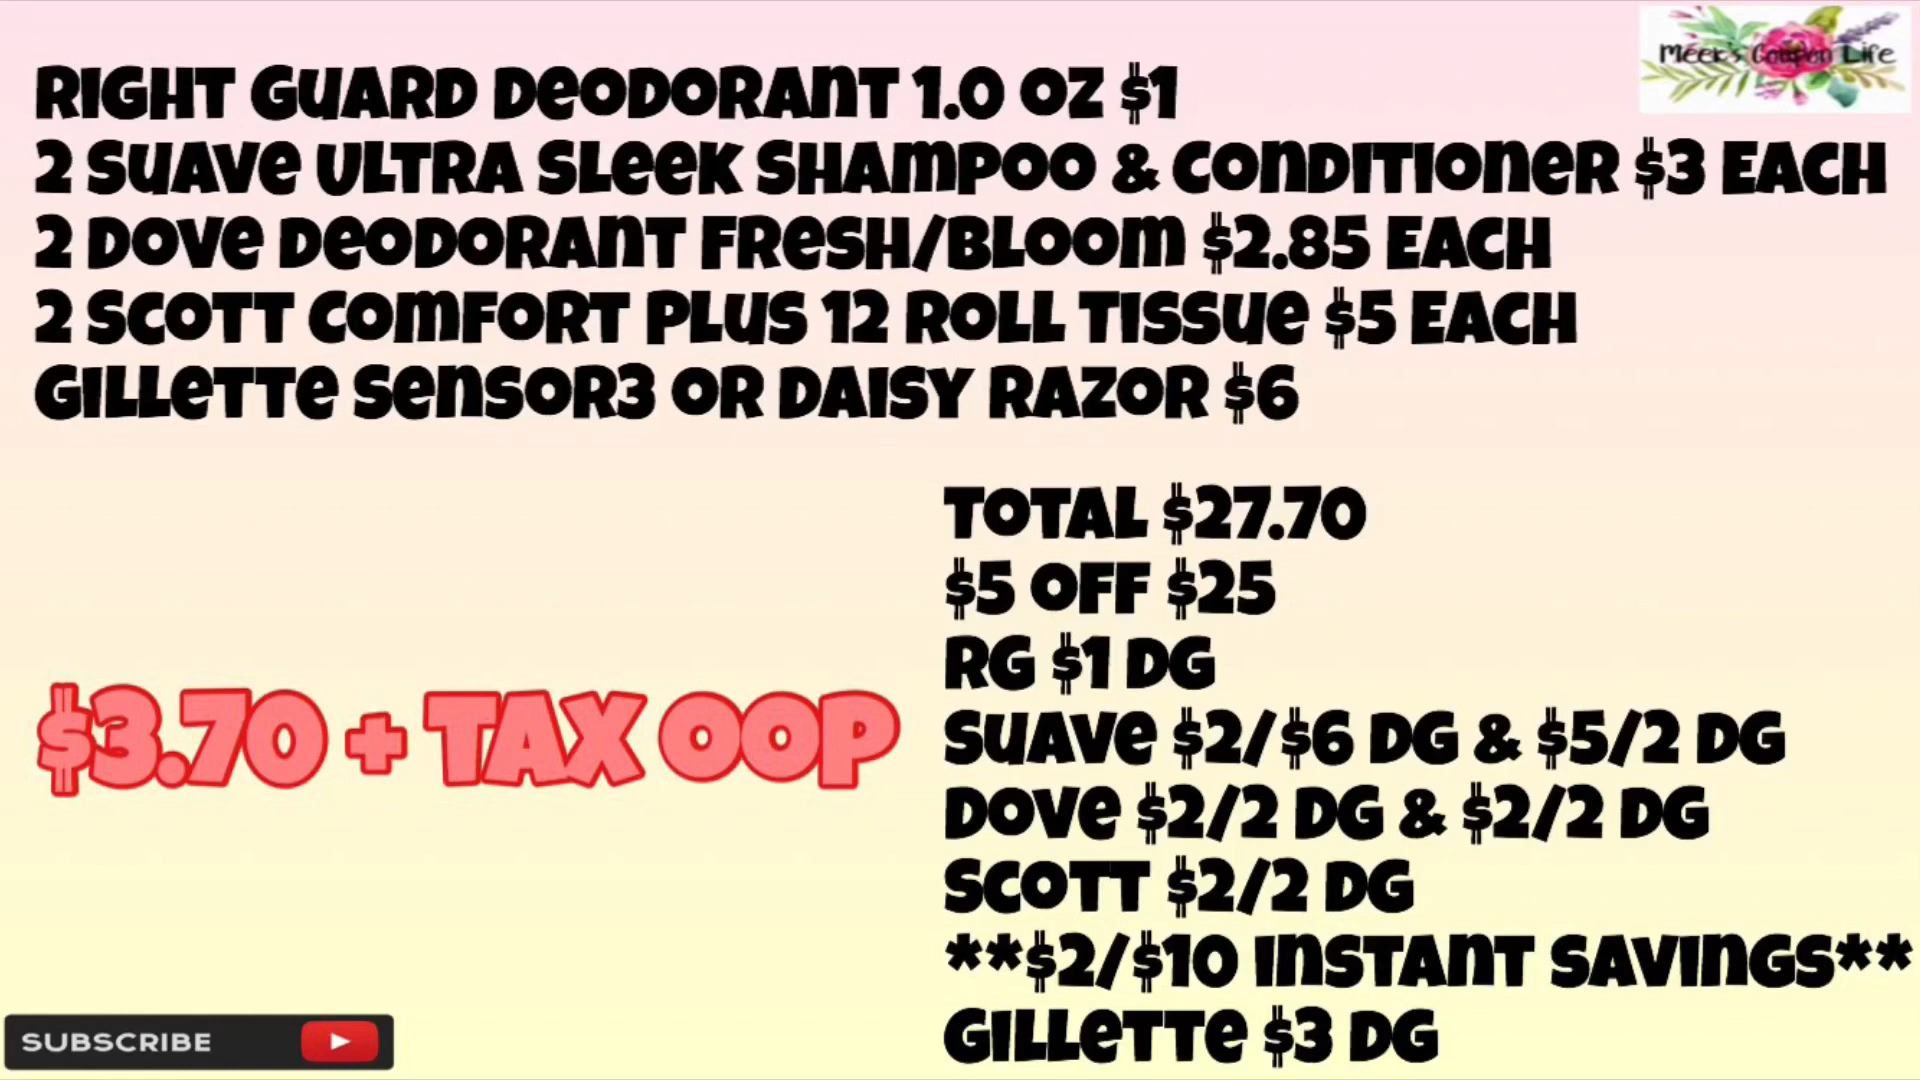 Meek's Coupon Life
RIGHT GUARD DEODORANT 1.0 OZ $1
2 SUAVE ULTRA SLEEK SHAMPOO & CONDITIONER $3 EACH
2 DOVE DEODORANT FRESH/BLOOM $2.85 EACH
2 SCOTT COMFORT PLUS 12 ROLL TISSUE $5 EACH
GILLETTE SENSOR3 OR DAISY RAZOR $6
TOTAL $27.70
$5 OFF $25
RG $1 DG
SUAVE $2/$6 DG & $5/2 DG
DOVE $2/2 DG & $2/2 DG
SCOTT $2/2 DG
**$2/$10 INSTANT SAVINGS**
GILLETTE $3 DG
$3.70 + TAX OOP
SUBSCRIBE